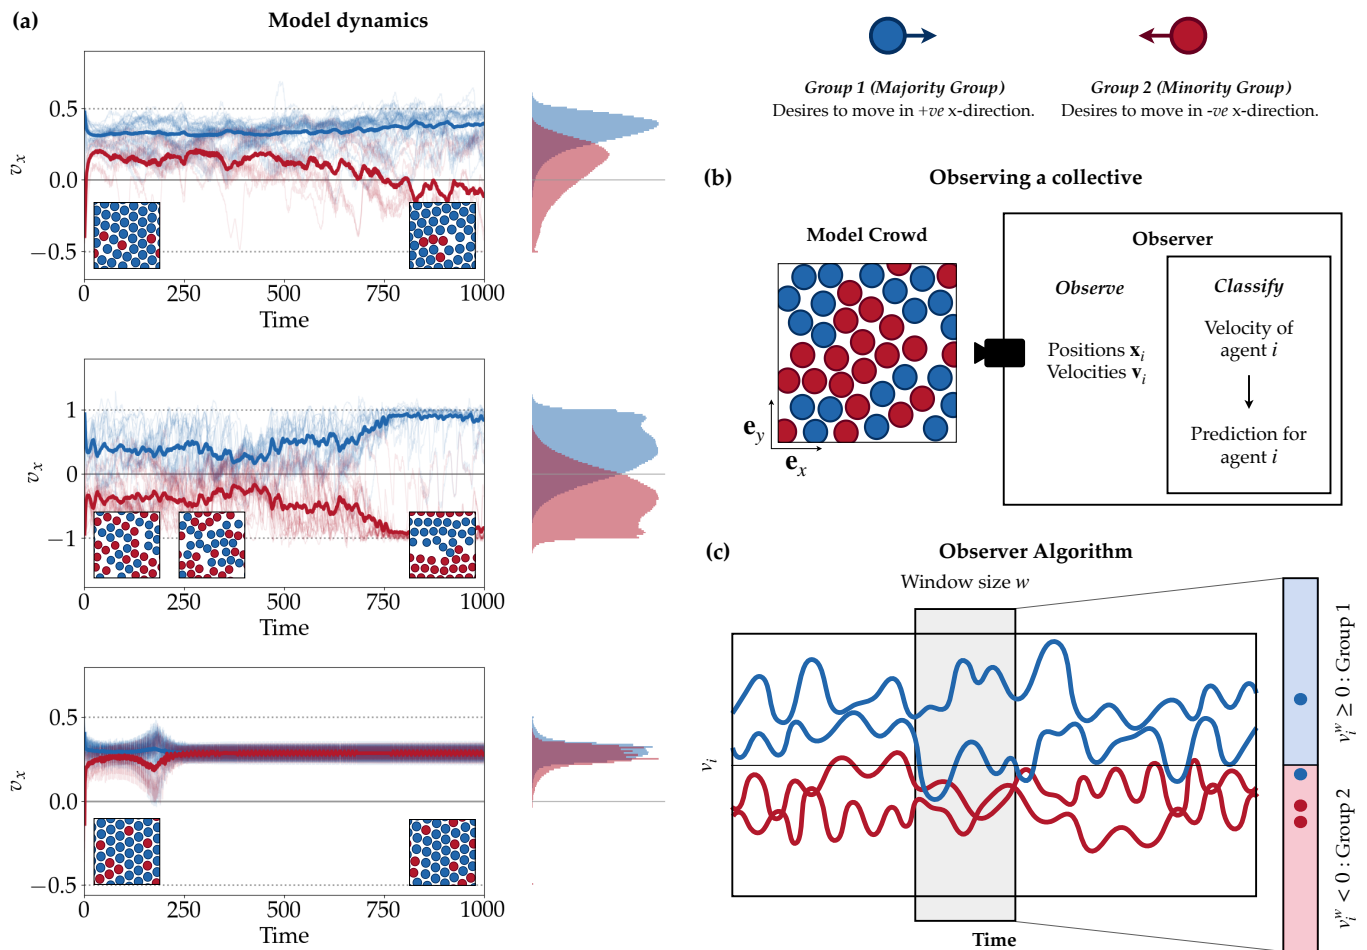 (a)
Model dynamics
0.5
0.0
−0.5
v_x
0
250
500
750
1000
Time
1
0
−1
v_x
0
250
500
750
1000
Time
0.5
0.0
−0.5
v_x
0
250
500
750
1000
Time
Group 1 (Majority Group)
Desires to move in +ve x-direction.
Group 2 (Minority Group)
Desires to move in -ve x-direction.
(b)
Observing a collective
Model Crowd
e_y
e_x
Observer
Observe
Positions x_i
Velocities v_i
Classify
Velocity of
agent i
Prediction for
agent i
(c)
Observer Algorithm
Window size w
v_i
Time
v_i^w ≥ 0 : Group 1
v_i^w < 0 : Group 2